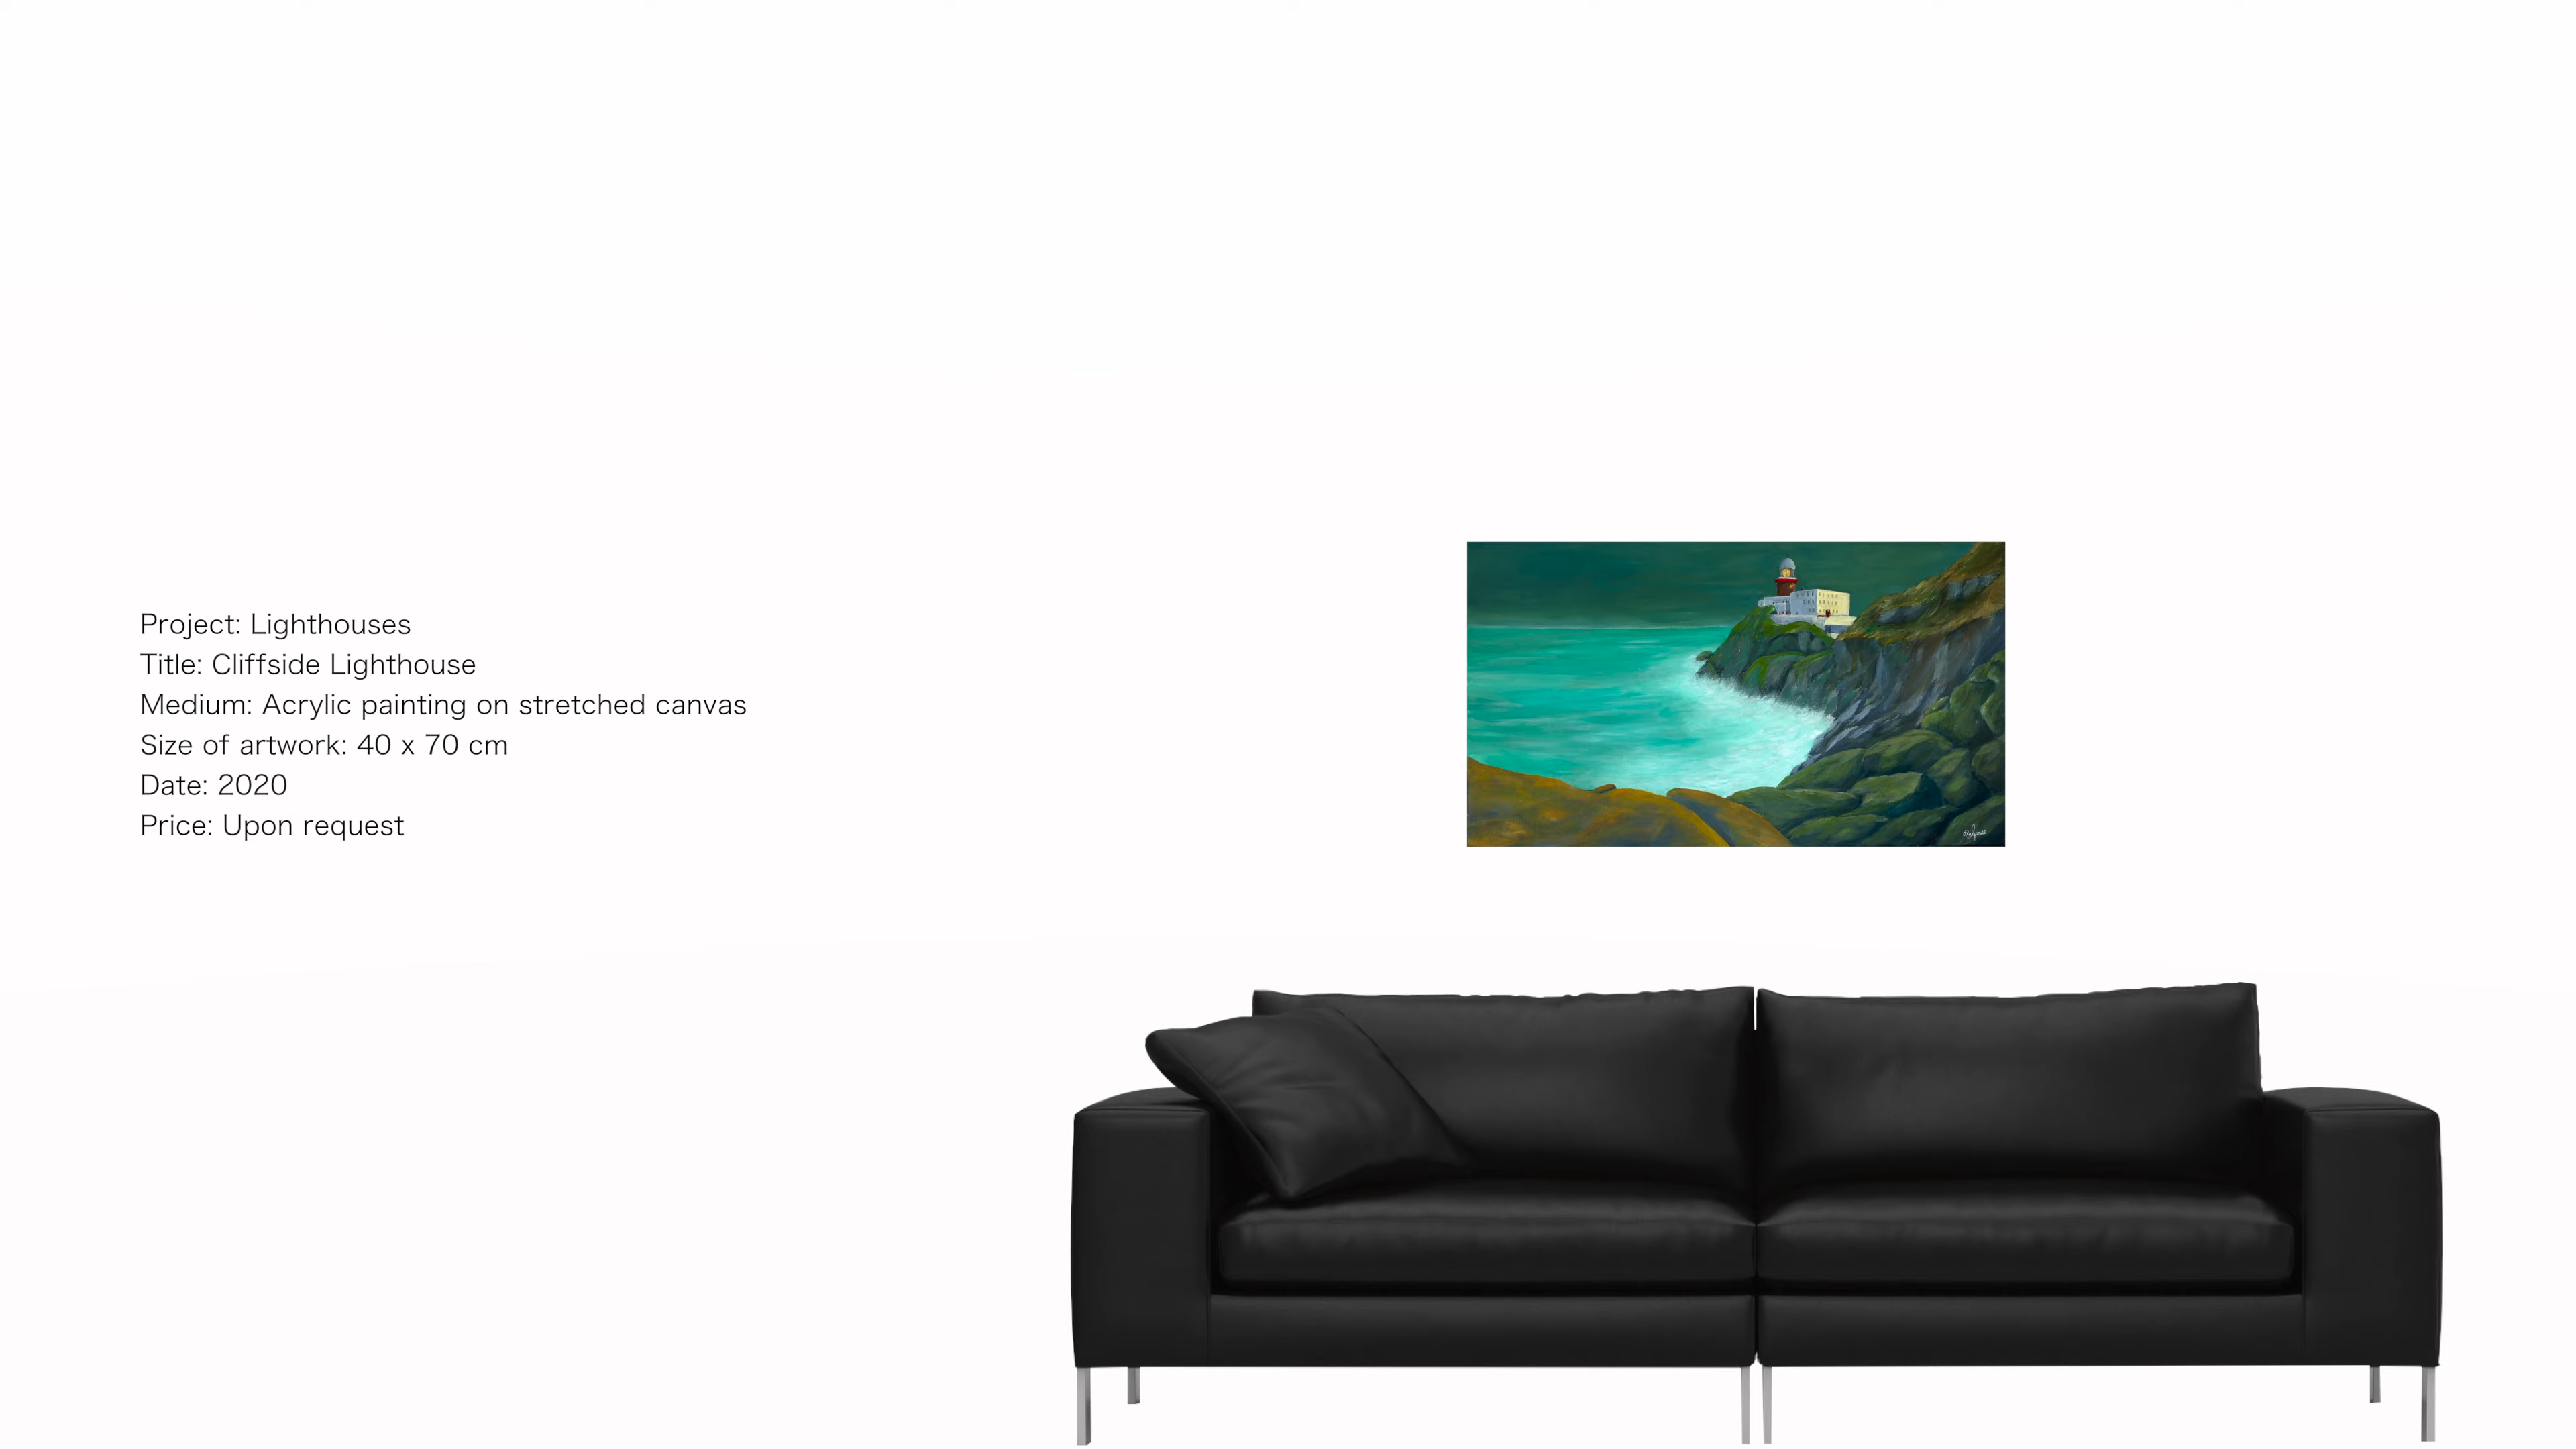 Project: Lighthouses
Title: Cliffside Lighthouse
Medium: Acrylic painting on stretched canvas
Size of artwork: 40 x 70 cm
Date: 2020
Price: Upon request